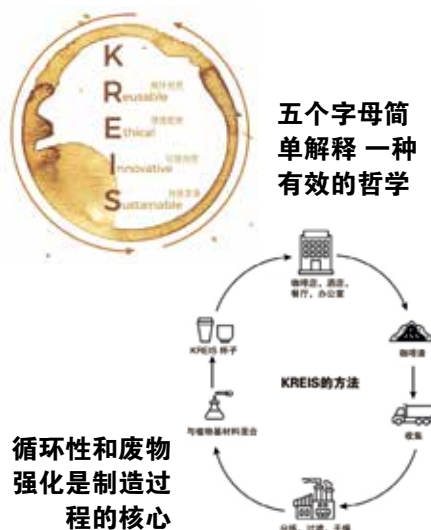 K
Reusable
Ethical
Innovative
Sustainable
五个字母简
单解释 一种
有效的哲学
咖啡店、酒店、
餐厅、办公室
咖啡渣
收集
分拣、过滤、干燥
与植物基材料混合
KREIS 杯子
KREIS的方法
循环性和废物
强化是制造过
程的核心